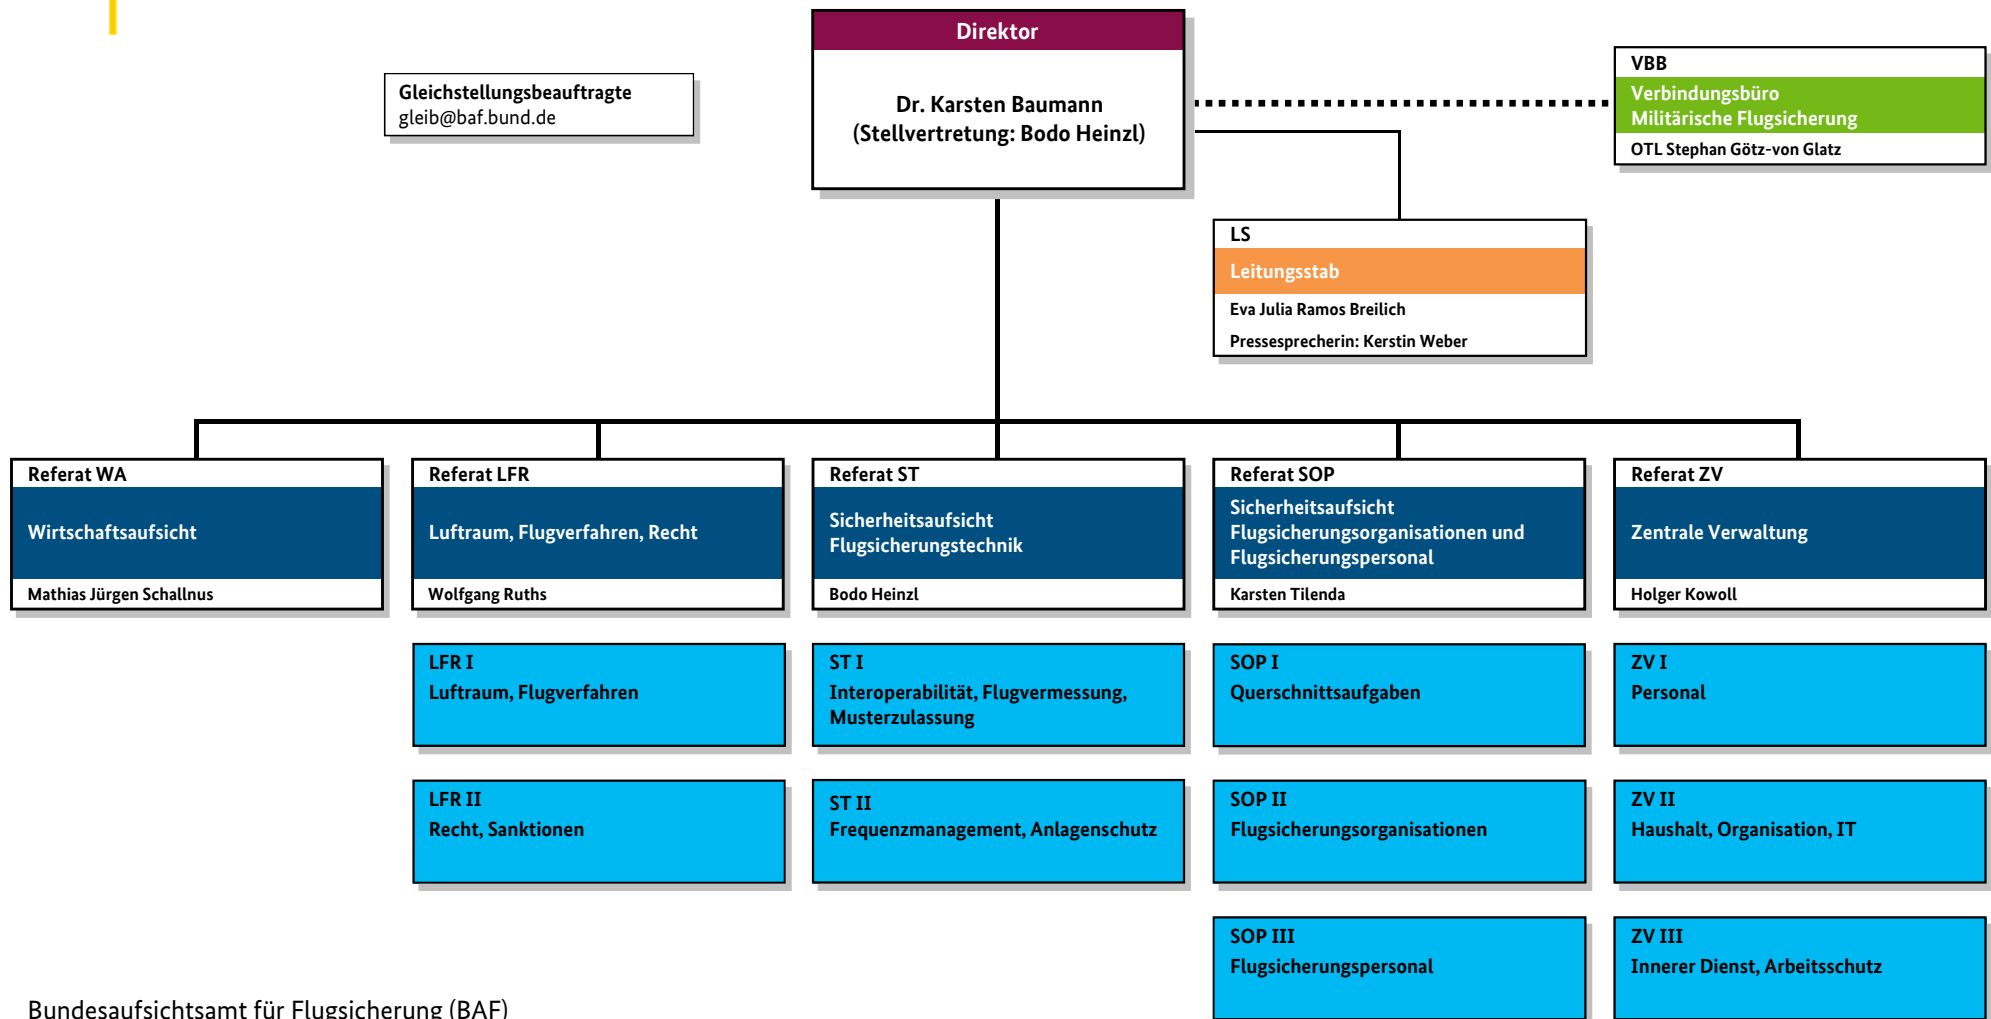 Direktor
Dr. Karsten Baumann
(Stellvertretung: Bodo Heinzl)
Gleichstellungsbeauftragte
gleib@baf.bund.de
VBB
Verbindungsbüro
Militärische Flugsicherung
OTL Stephan Götz-von Glatz
LS
Leitungsstab
Eva Julia Ramos Breilich
Pressesprecherin: Kerstin Weber
Referat WA
Wirtschaftsaufsicht
Mathias Jürgen Schallnus
Referat LFR
Luftraum, Flugverfahren, Recht
Wolfgang Ruths
LFR I
Luftraum, Flugverfahren
LFR II
Recht, Sanktionen
Referat ST
Sicherheitsaufsicht
Flugsicherungstechnik
Bodo Heinzl
ST I
Interoperabilität, Flugvermessung,
Musterzulassung
ST II
Frequenzmanagement, Anlagenschutz
Referat SOP
Sicherheitsaufsicht
Flugsicherungsorganisationen und
Flugsicherungspersonal
Karsten Tilenda
SOP I
Querschnittsaufgaben
SOP II
Flugsicherungsorganisationen
SOP III
Flugsicherungspersonal
Referat ZV
Zentrale Verwaltung
Holger Kowoll
ZV I
Personal
ZV II
Haushalt, Organisation, IT
ZV III
Innerer Dienst, Arbeitsschutz
Bundesaufsichtsamt für Flugsicherung (BAF)